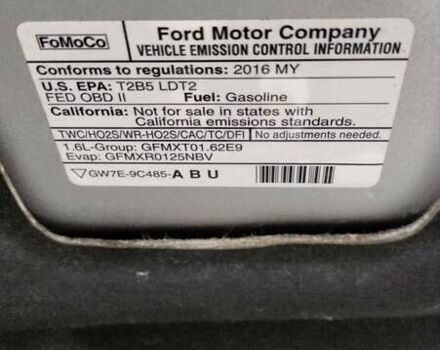 FoMoCo
Ford Motor Company
VEHICLE EMISSION CONTROL INFORMATION
Conforms to regulations: 2016 MY
U.S. EPA: T2B5 LDT2
FED OBD II Fuel: Gasoline
California: Not for sale in states with
California emissions standards.
TWC/HO2S/WR-HO2S/CAC/TC/DFI No adjustments needed.
1.6L-Group: GFMXT01.62E9
Evap: GFMXR0125NBV
GW7E-9C485-A B U